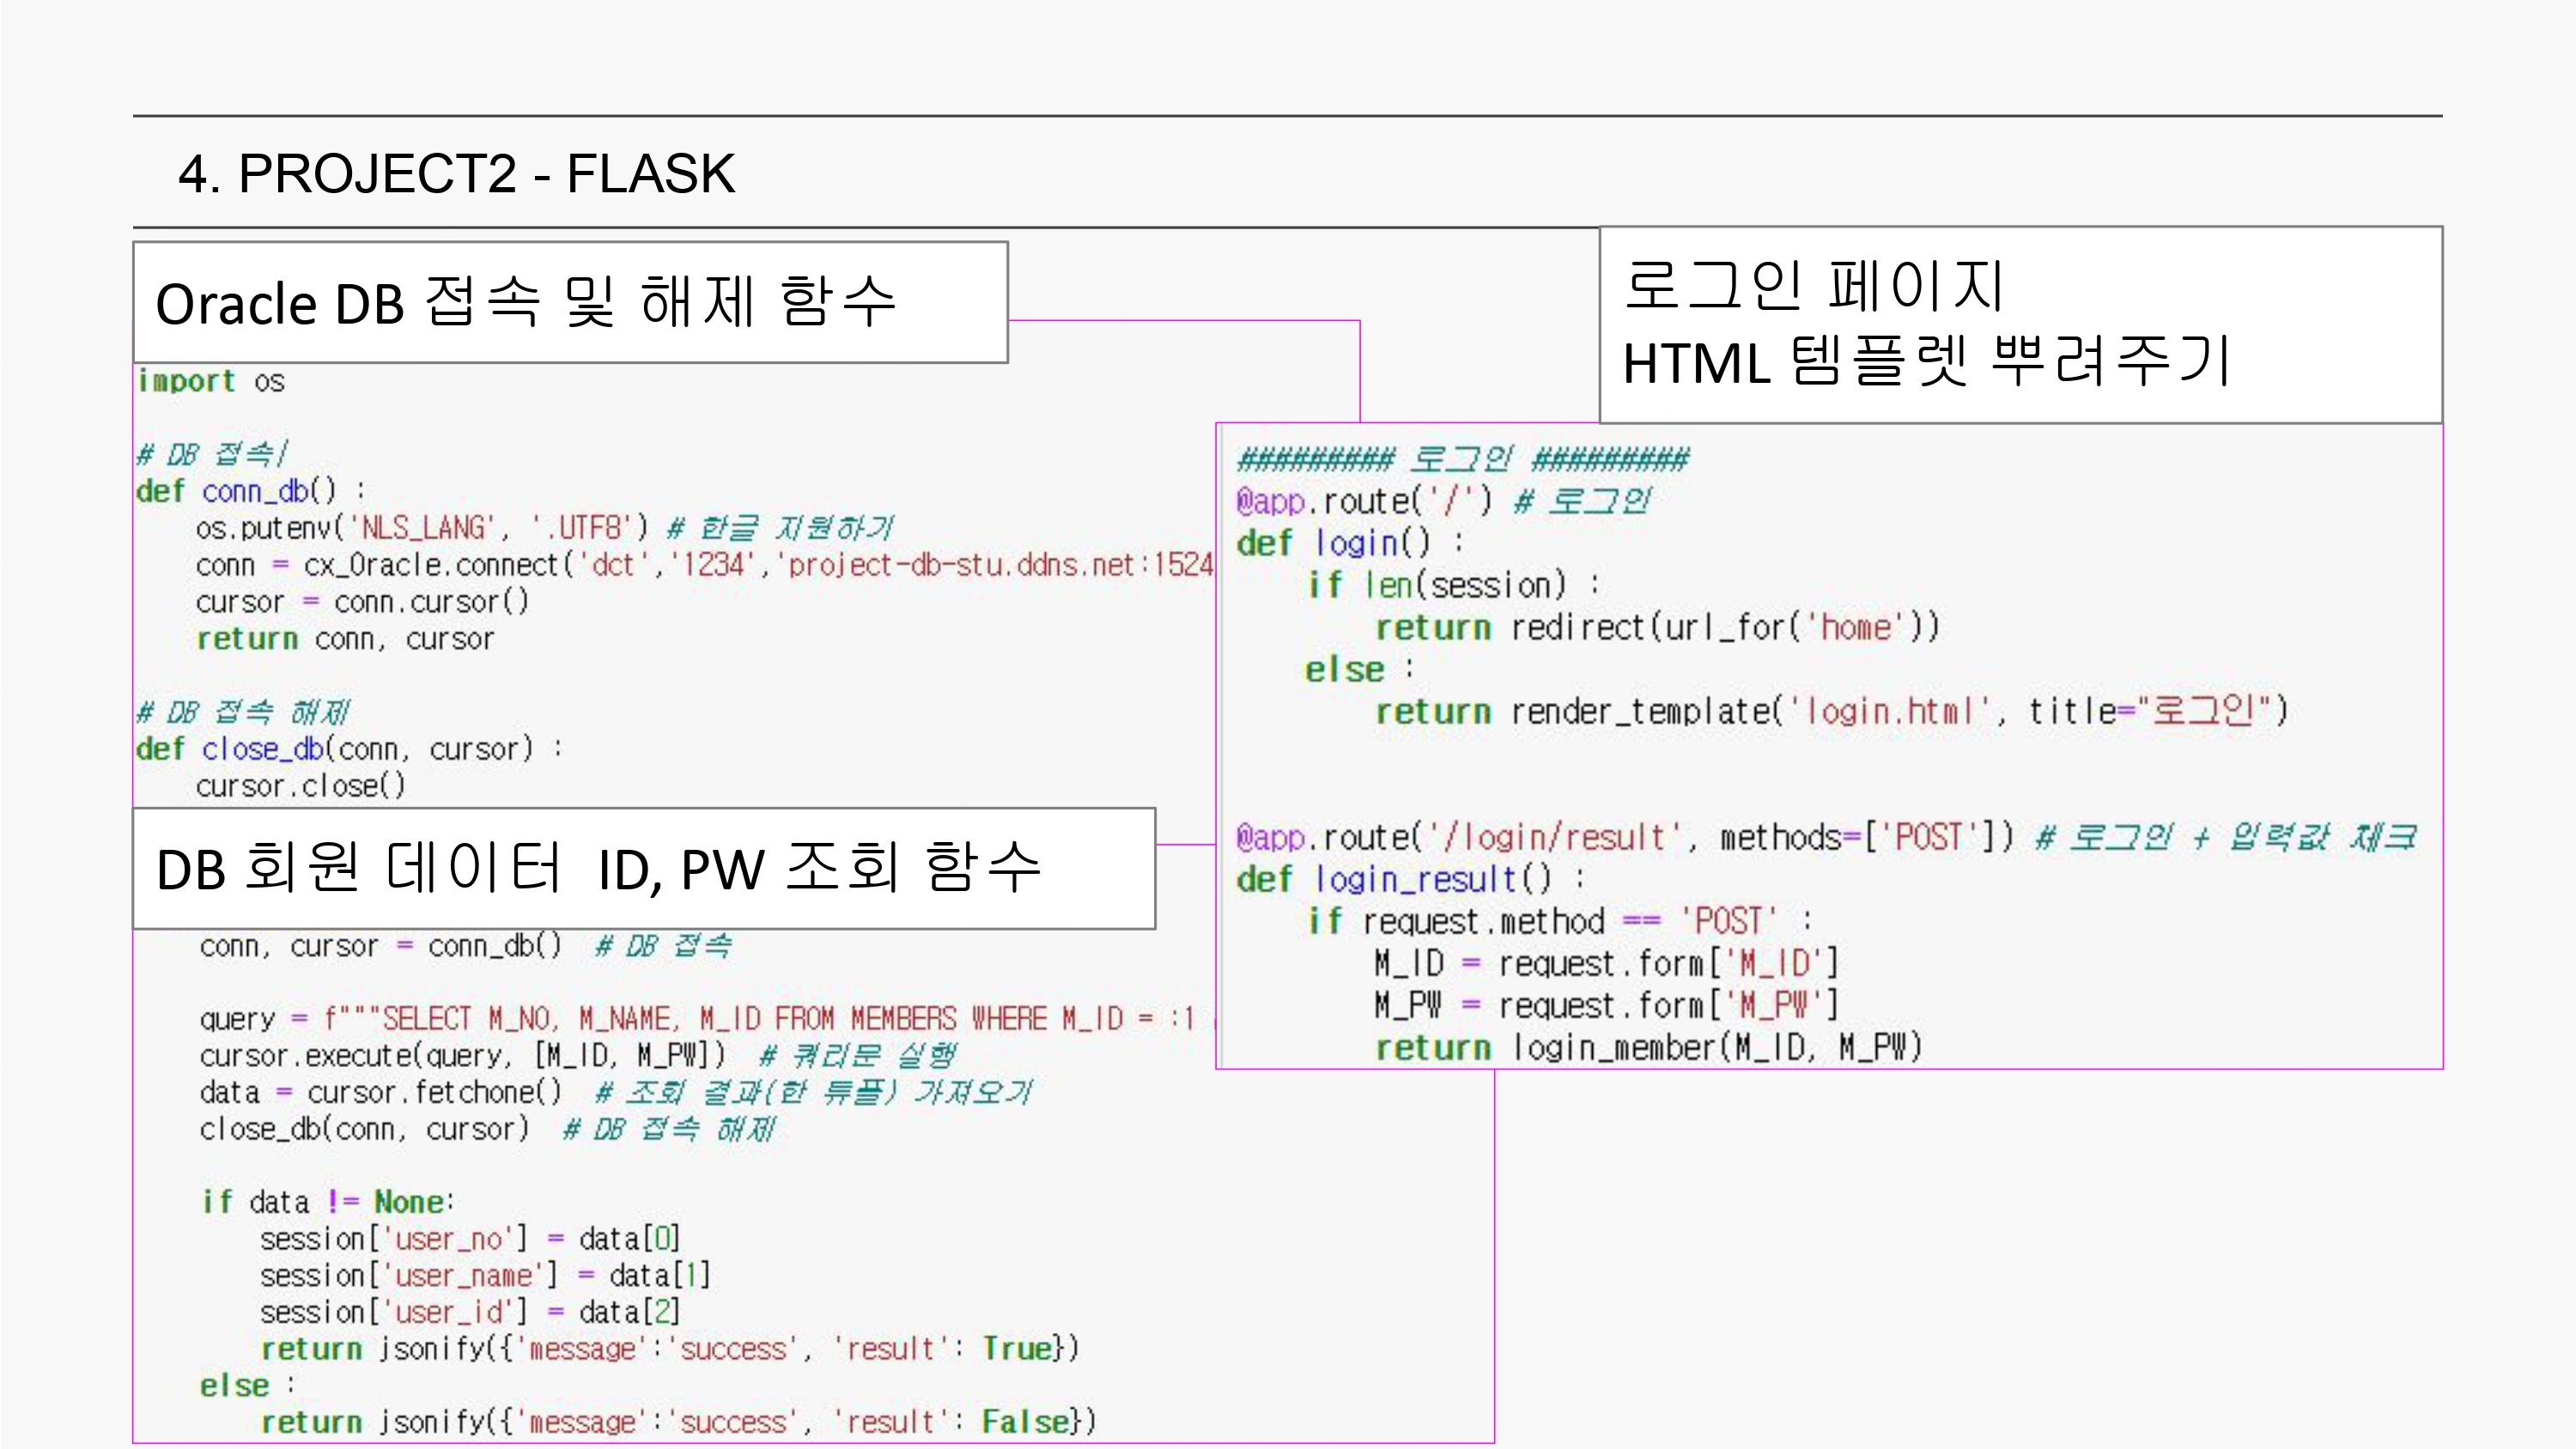 4. PROJECT2 - FLASK
Oracle DB 접속 및 해제 함수
import os
# DB 접속
def conn_db() :
os.putenv('NLS_LANG', '.UTF8') # 한글 지원하기
conn = cx_Oracle.connect('dct','1234','project-db-stu.ddns.net:1524
cursor = conn.cursor()
return conn, cursor
# DB 접속 해제
def close_db(conn, cursor) :
cursor.close()
DB 회원 데이터 ID, PW 조회 함수
conn, cursor = conn_db() # DB 접속
query = f"""SELECT M_NO, M_NAME, M_ID FROM MEMBERS WHERE M_ID = :1
cursor.execute(query, [M_ID, M_PW]) # 쿼리문 실행
data = cursor.fetchone() # 조회 결과(한 튜플) 가져오기
close_db(conn, cursor) # DB 접속 해제
if data != None:
session['user_no'] = data[0]
session['user_name'] = data[1]
session['user_id'] = data[2]
return jsonify({'message':'success', 'result': True})
else :
return jsonify({'message':'success', 'result': False})
로그인 페이지
HTML 템플렛 뿌려주기
######### 로그인 #########
@app.route('/') # 로그인
def login() :
if len(session) :
return redirect(url_for('home'))
else :
return render_template('login.html', title="로그인")
@app.route('/login/result', methods=['POST']) # 로그인 + 입력값 체크
def login_result() :
if request.method == 'POST' :
M_ID = request.form['M_ID']
M_PW = request.form['M_PW']
return login_member(M_ID, M_PW)